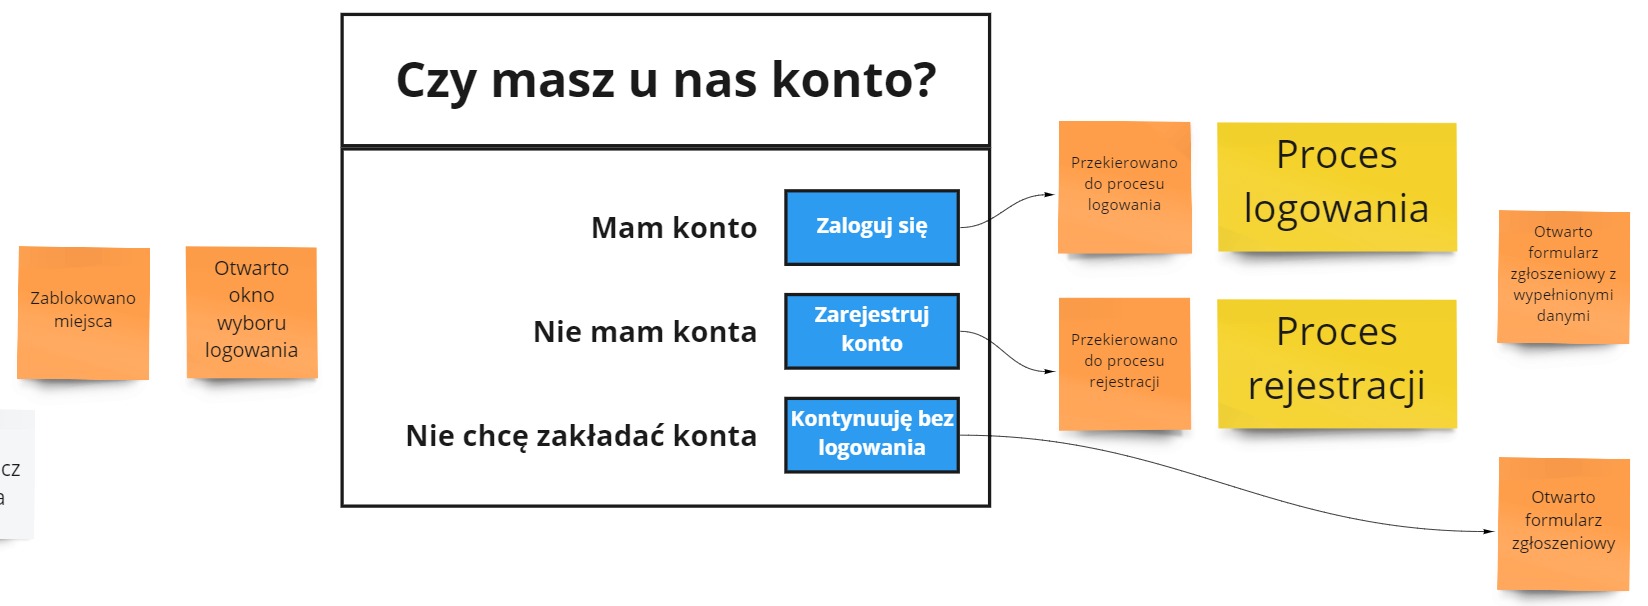 Czy masz u nas konto?
Zablokowano
miejsca
Otwarto
okno
wyboru
logowania
Mam konto
Zaloguj się
Nie mam konta
Zarejestruj
konto
Nie chcę zakładać konta
Kontynuuję bez
logowania
Przekierowano
do procesu
logowania
Proces
logowania
Przekierowano
do procesu
rejestracji
Proces
rejestracji
Otwarto
formularz
zgłoszeniowy z
wypełnionymi
danymi
Otwarto
formularz
zgłoszeniowy
cz
a